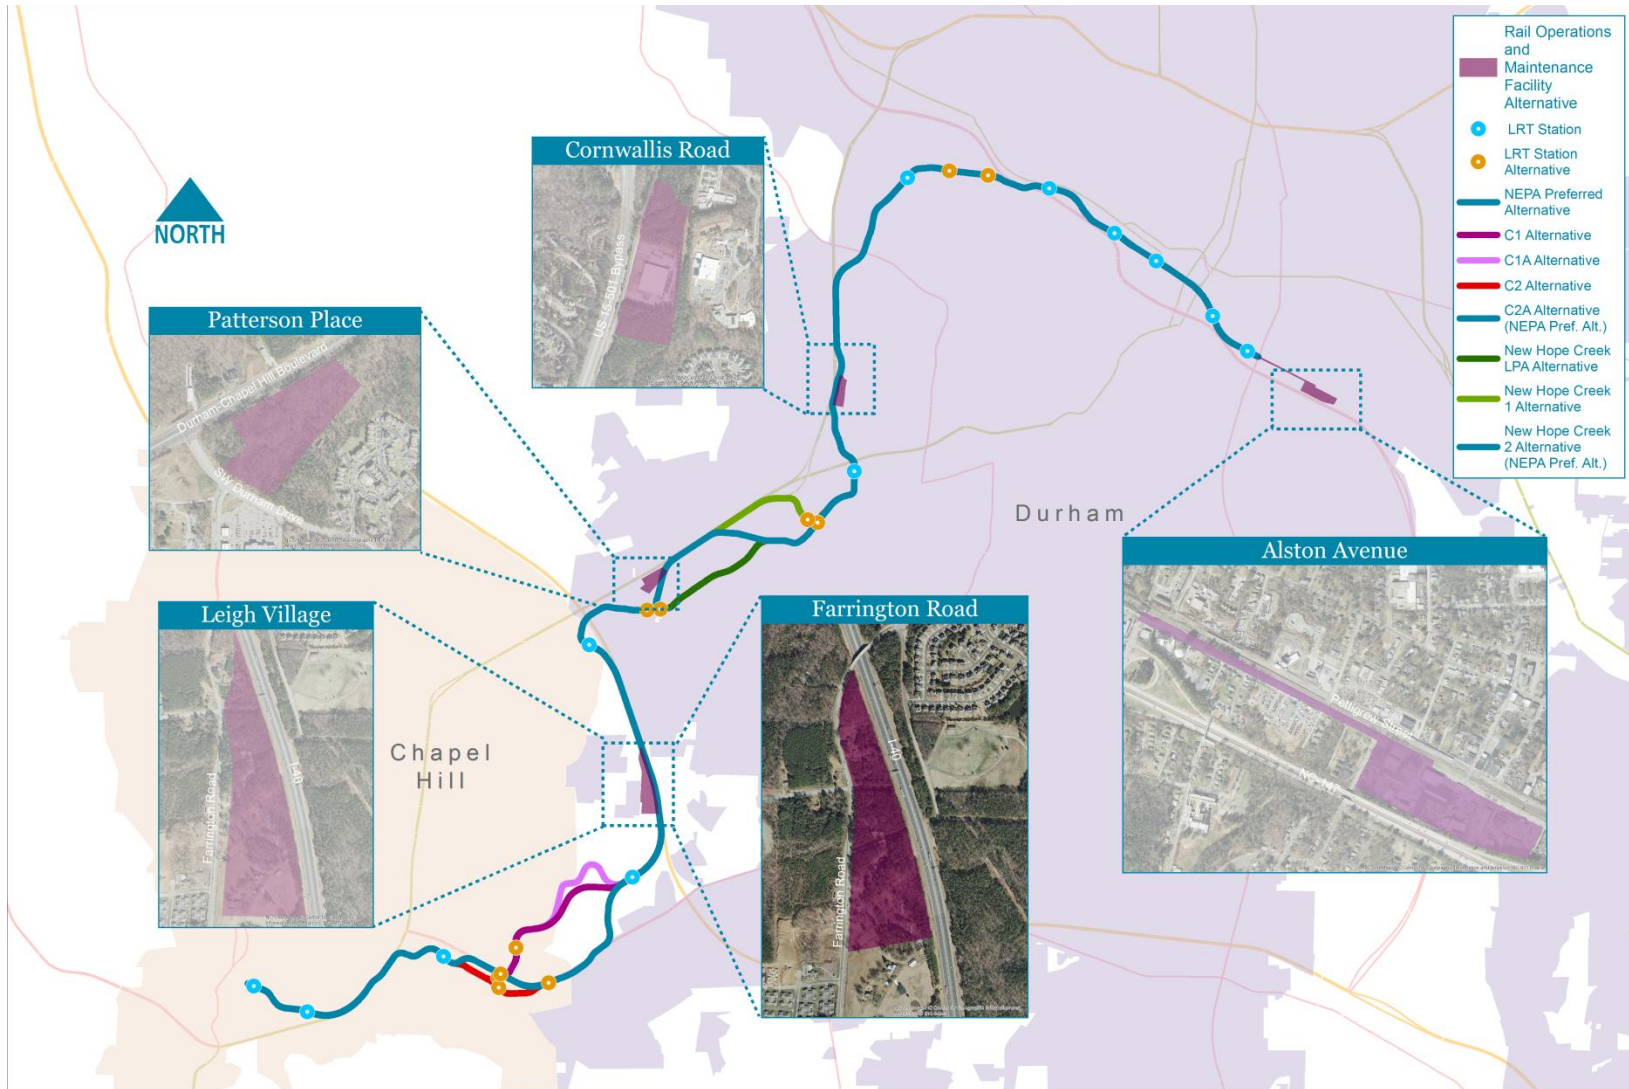 Rail Operations
and
Maintenance
Facility
Alternative
LRT Station
LRT Station
Alternative
NEPA Preferred
Alternative
C1 Alternative
C1A Alternative
C2 Alternative
C2A Alternative
(NEPA Pref. Alt.)
New Hope Creek
LPA Alternative
New Hope Creek
1 Alternative
New Hope Creek
2 Alternative
(NEPA Pref. Alt.)
NORTH
Cornwallis Road
US 15-501 Bypass
Patterson Place
Durham-Chapel Hill Boulevard
SW Durham Drive
Durham
Alston Avenue
Pettigrew Street
NC-147
Leigh Village
Farrington Road
I-40
Farrington Road
I-40
Farrington Road
Chapel
Hill